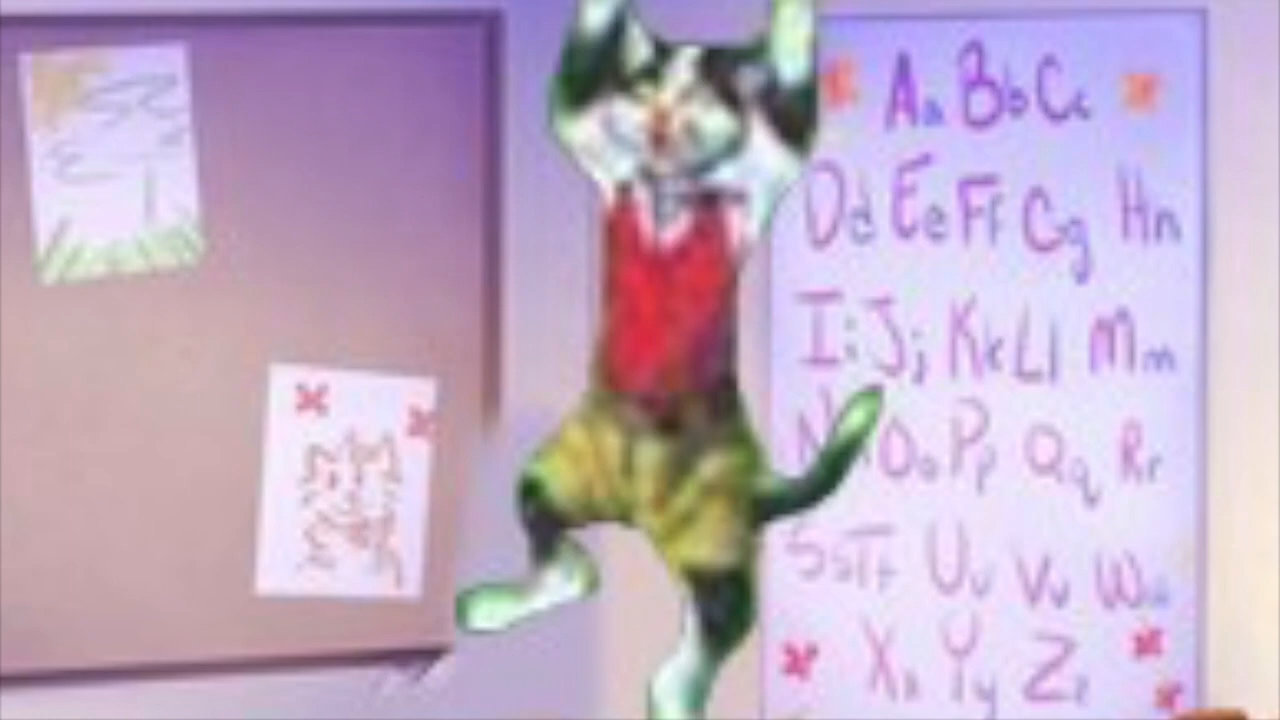 Aa Bb Cc
Dd Ee Ff Gg Hh
Ii Jj Kk Ll Mm
Oo Pp Qq Rr
Ss Tt Uu Vv Ww
Xx Yy Zz